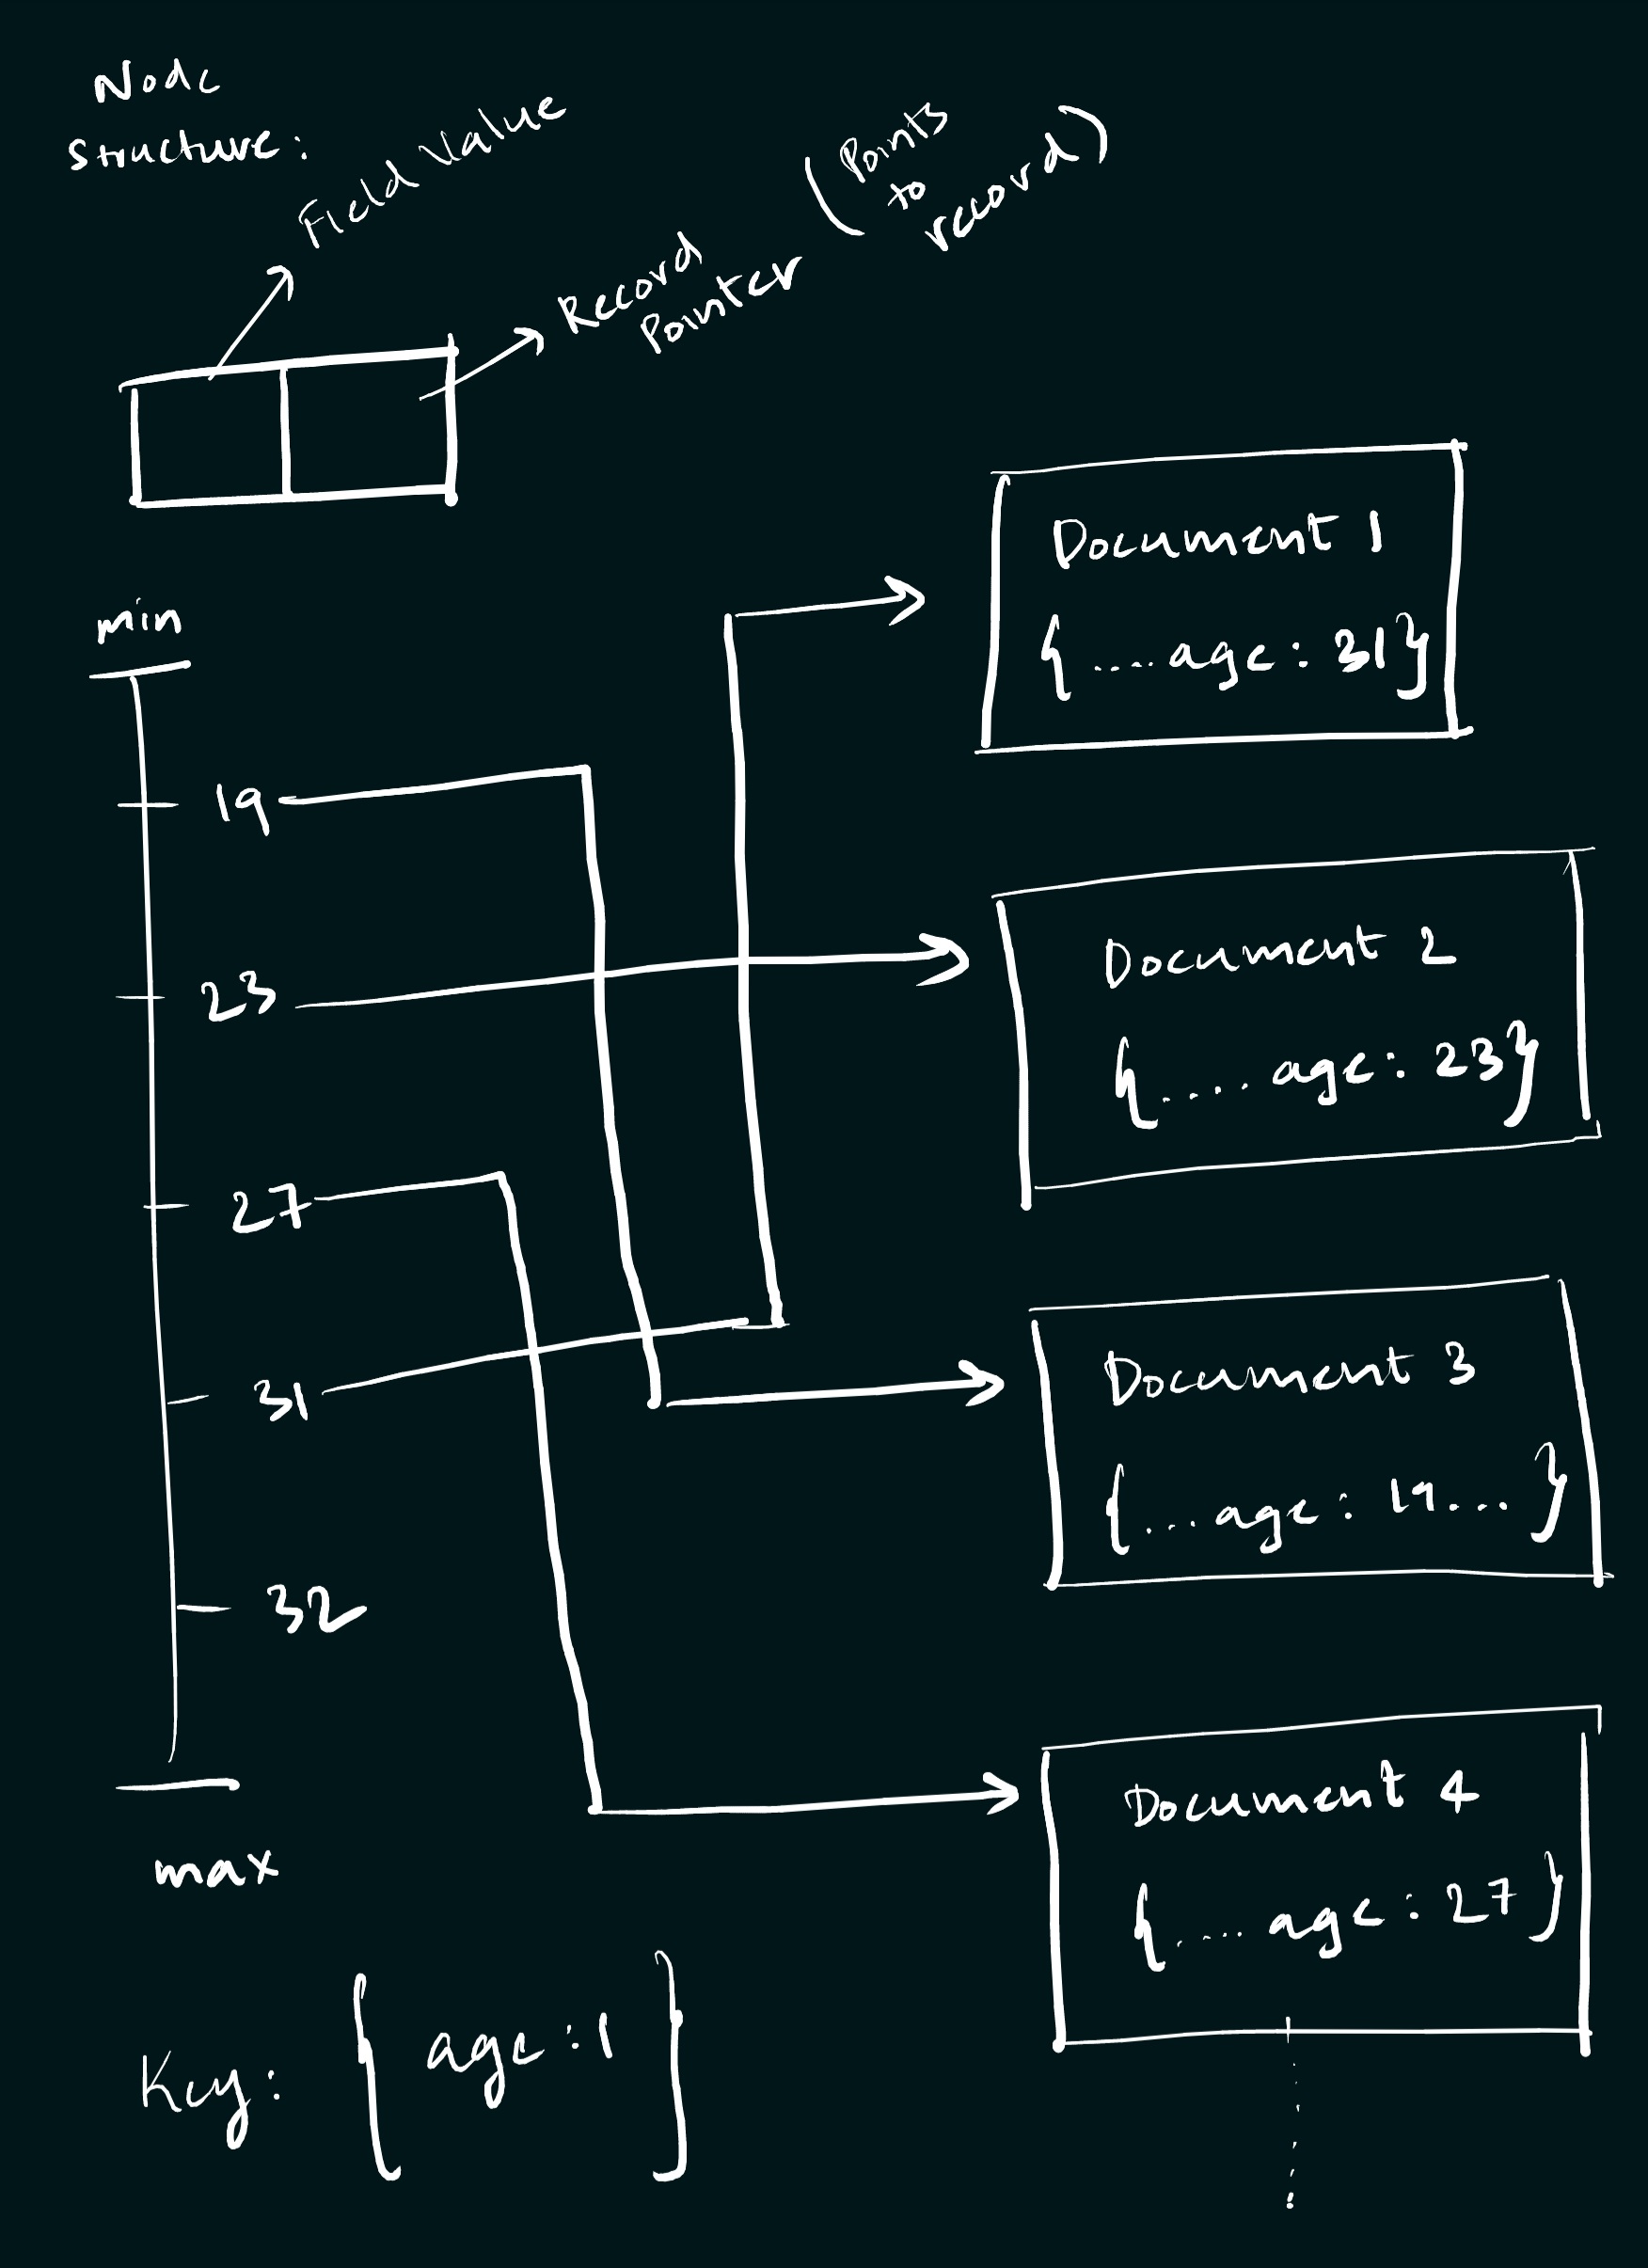 Node
structure:
Field Value
Record
Pointer
(Points
to
record)
min
19
23
27
31
32
max
Key: { age:1 }
Document 1
{ .... age: 31}
Document 2
{.... age: 23}
Document 3
{... age: 19... }
Document 4
{.... age: 27}